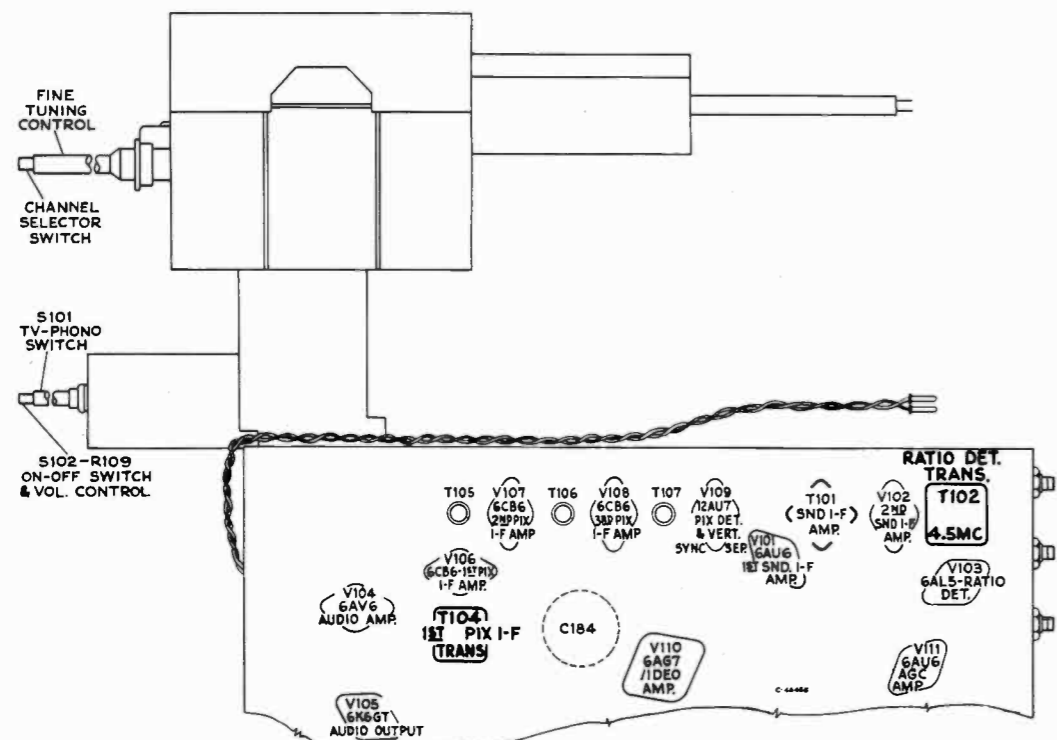 FINE
TUNING
CONTROL
CHANNEL
SELECTOR
SWITCH
S101
TV-PHONO
SWITCH
S102-R109
ON-OFF SWITCH
& VOL. CONTROL
RATIO DET.
TRANS.
T102
4.5MC
T105
V107
6CB6
2ND PIX
I-F AMP
T106
V108
6CB6
3RD PIX
I-F AMP
T107
V109
12AU7
PIX DET.
& VERT.
SYNC SEP.
T101
SND I-F
AMP.
V102
2ND
SND I-F
AMP.
V101
6AU6
1ST SND. I-F
AMP.
V106
6CB6-1ST PIX
I-F AMP.
V103
6AL5-RATIO
DET.
V104
6AV6
AUDIO AMP.
T104
1ST PIX I-F
TRANS
C184
V110
6AG7
/IDEO
AMP.
V111
6AU6
AGC
AMP
V105
6K6GT
AUDIO OUTPUT